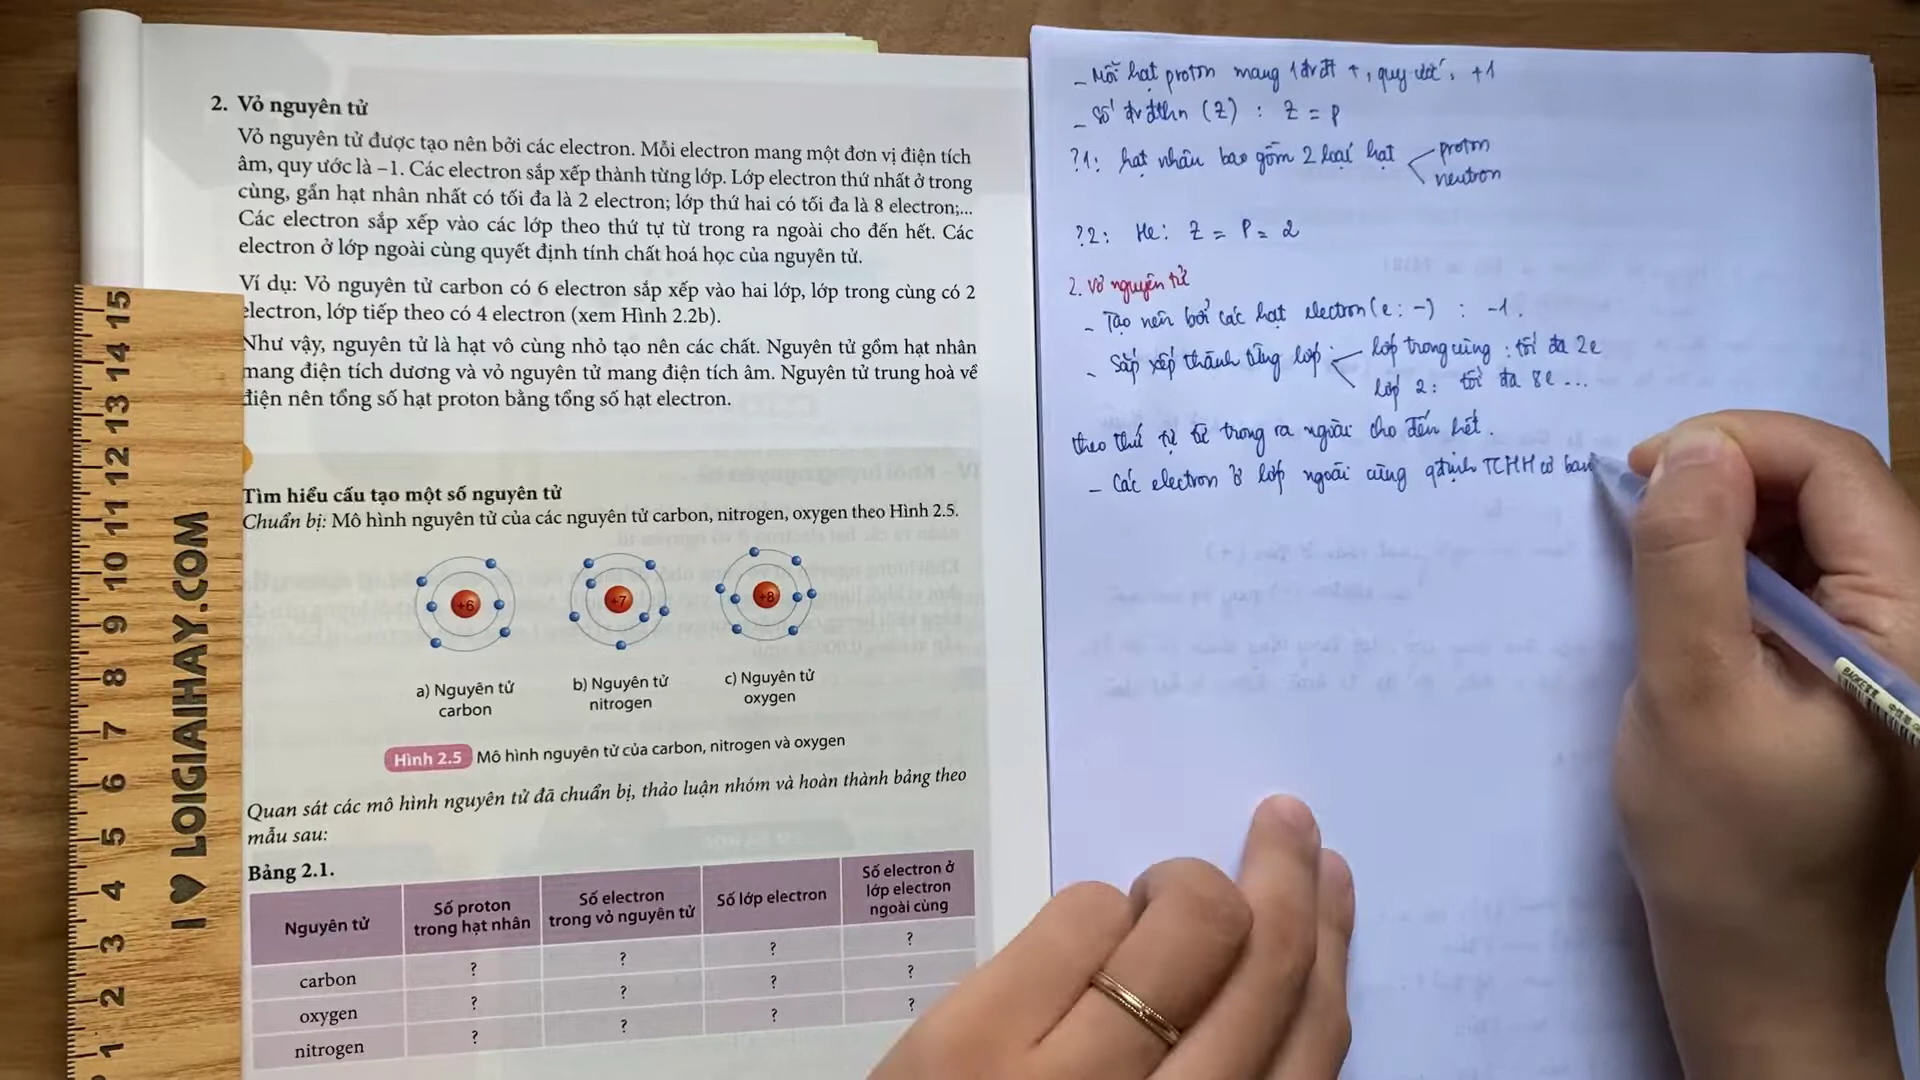 2. Vỏ nguyên tử
Vỏ nguyên tử được tạo nên bởi các electron. Mỗi electron mang một đơn vị điện tích
âm, quy ước là −1. Các electron sắp xếp thành từng lớp. Lớp electron thứ nhất ở trong
cùng, gần hạt nhân nhất có tối đa là 2 electron; lớp thứ hai có tối đa là 8 electron;...
Các electron sắp xếp vào các lớp theo thứ tự từ trong ra ngoài cho đến hết. Các
electron ở lớp ngoài cùng quyết định tính chất hoá học của nguyên tử.
Ví dụ: Vỏ nguyên tử carbon có 6 electron sắp xếp vào hai lớp, lớp trong cùng có 2
electron, lớp tiếp theo có 4 electron (xem Hình 2.2b).
Như vậy, nguyên tử là hạt vô cùng nhỏ tạo nên các chất. Nguyên tử gồm hạt nhân
mang điện tích dương và vỏ nguyên tử mang điện tích âm. Nguyên tử trung hoà về
điện nên tổng số hạt proton bằng tổng số hạt electron.
Tìm hiểu cấu tạo một số nguyên tử
Chuẩn bị: Mô hình nguyên tử của các nguyên tử carbon, nitrogen, oxygen theo Hình 2.5.
+6 +7 +8
a) Nguyên tử b) Nguyên tử c) Nguyên tử
carbon nitrogen oxygen
Hình 2.5 Mô hình nguyên tử của carbon, nitrogen và oxygen
Quan sát các mô hình nguyên tử đã chuẩn bị, thảo luận nhóm và hoàn thành bảng theo
mẫu sau:
Bảng 2.1.
Nguyên tử
Số proton
trong hạt nhân
Số electron
trong vỏ nguyên tử
Số lớp electron
Số electron ở
lớp electron
ngoài cùng
carbon ? ? ? ?
oxygen ? ? ? ?
nitrogen ? ? ? ?
15 14 13 12 11 10 9 8 7 6 5 4 3 2 1
I ♥ LOIGIAIHAY.COM
- Mỗi hạt proton mang 1 đvđt +, quy ước: +1
- Số đvđthn (Z) : Z = P
?1: hạt nhân bao gồm 2 loại hạt proton
neutron
?2: He: Z = P = 2
2. Vỏ nguyên tử
- Tạo nên bởi các hạt electron (e: -) : -1.
- Sắp xếp thành từng lớp: lớp trong cùng: tối đa 2e
lớp 2: tối đa 8e ...
theo thứ tự từ trong ra ngoài cho đến hết.
- Các electron ở lớp ngoài cùng qđịnh TCHH cơ bản